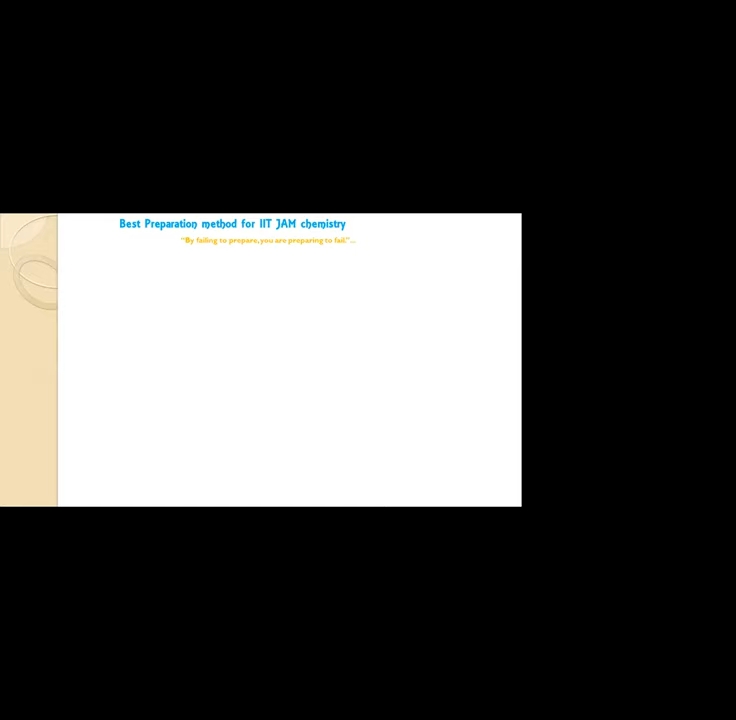 Best Preparation method for IIT JAM chemistry
"By failing to prepare, you are preparing to fail."...